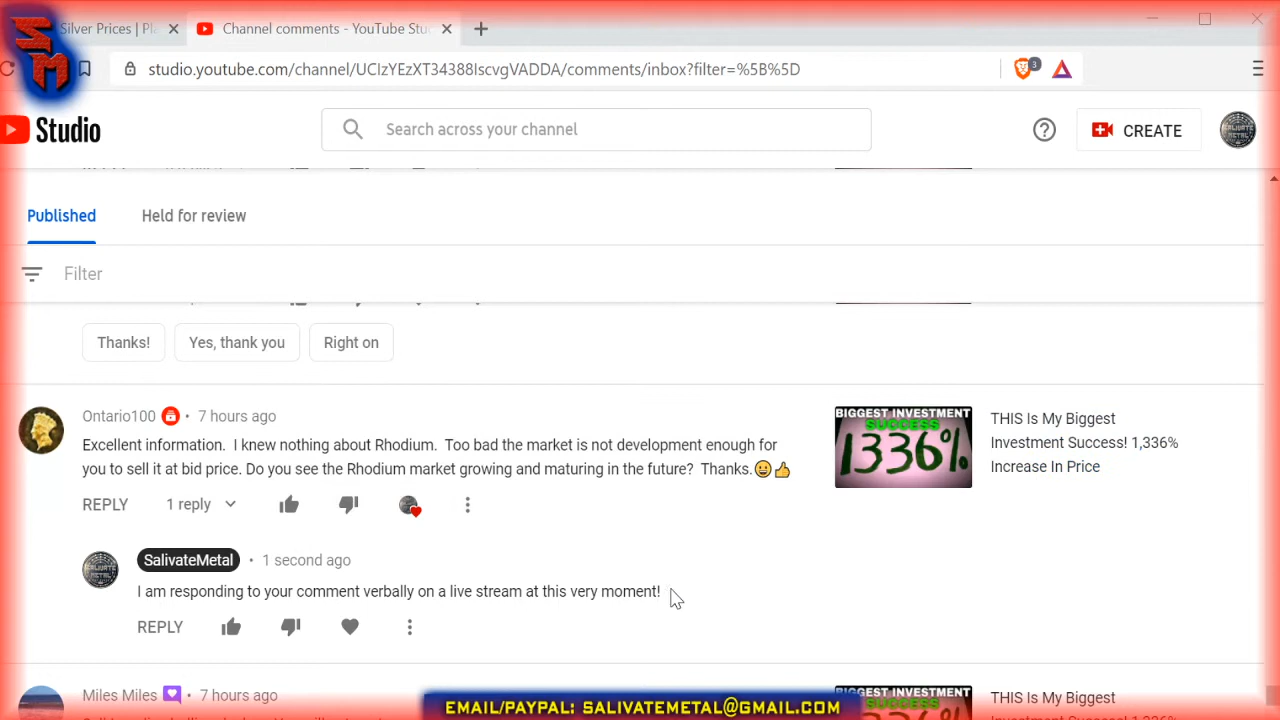 SM
Silver Prices | Pla
Channel comments - YouTube Stu
studio.youtube.com/channel/UCIzYEzXT34388IscvgVADDA/comments/inbox?filter=%5B%5D
3
Studio
Search across your channel
CREATE
Published
Held for review
Filter
Thanks!
Yes, thank you
Right on
Ontario100 • 7 hours ago
Excellent information. I knew nothing about Rhodium. Too bad the market is not development enough for
you to sell it at bid price. Do you see the Rhodium market growing and maturing in the future? Thanks.😀👍
REPLY
1 reply
BIGGEST INVESTMENT
SUCCESS
1336%
THIS Is My Biggest
Investment Success! 1,336%
Increase In Price
SalivateMetal • 1 second ago
I am responding to your comment verbally on a live stream at this very moment!
REPLY
Miles Miles • 7 hours ago
BIGGEST INVESTMENT
SUCCESS
THIS Is My Biggest
EMAIL/PAYPAL: SALIVATEMETAL@GMAIL.COM